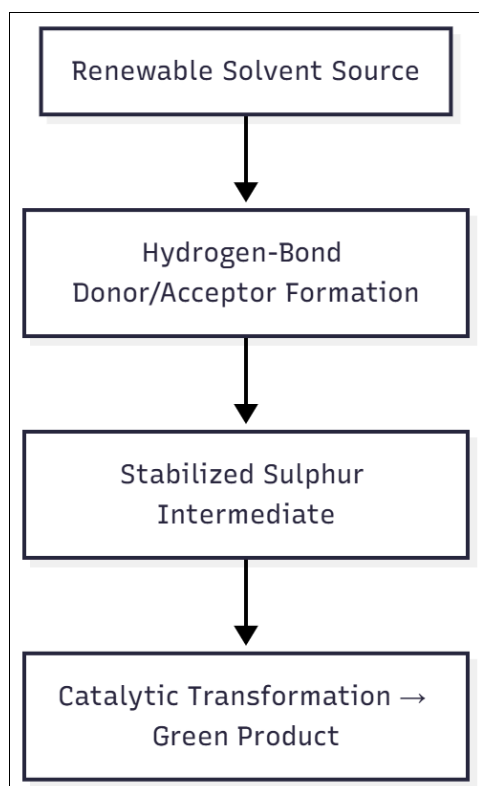 Renewable Solvent Source
Hydrogen-Bond
Donor/Acceptor Formation
Stabilized Sulphur
Intermediate
Catalytic Transformation →
Green Product